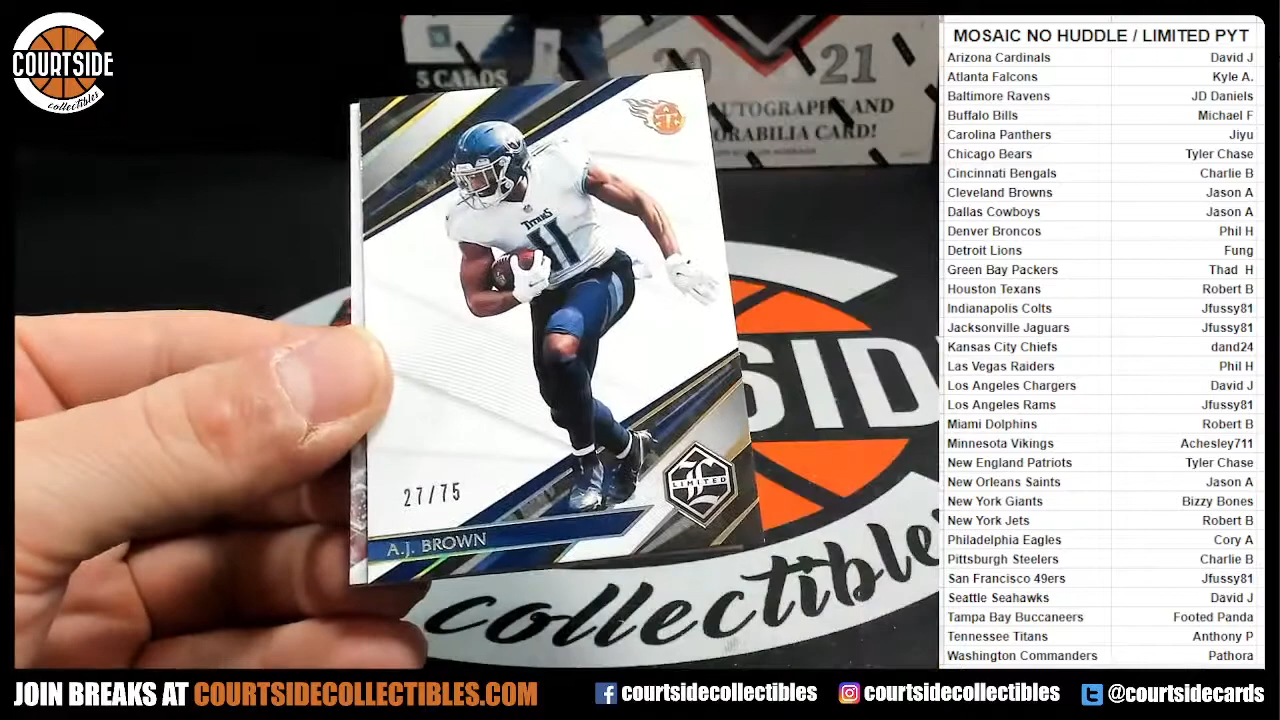 COURTSIDE
collectibles
5 CARDS
20 21
AUTOGRAPHS AND
MEMORABILIA CARD!
TITANS
11
27/75
LIMITED
A.J. BROWN
SID
collectible
MOSAIC NO HUDDLE / LIMITED PYT
Arizona Cardinals David J
Atlanta Falcons Kyle A.
Baltimore Ravens JD Daniels
Buffalo Bills Michael F
Carolina Panthers Jiyu
Chicago Bears Tyler Chase
Cincinnati Bengals Charlie B
Cleveland Browns Jason A
Dallas Cowboys Jason A
Denver Broncos Phil H
Detroit Lions Fung
Green Bay Packers Thad H
Houston Texans Robert B
Indianapolis Colts Jfussy81
Jacksonville Jaguars Jfussy81
Kansas City Chiefs dand24
Las Vegas Raiders Phil H
Los Angeles Chargers David J
Los Angeles Rams Jfussy81
Miami Dolphins Robert B
Minnesota Vikings Achesley711
New England Patriots Tyler Chase
New Orleans Saints Jason A
New York Giants Bizzy Bones
New York Jets Robert B
Philadelphia Eagles Cory A
Pittsburgh Steelers Charlie B
San Francisco 49ers Jfussy81
Seattle Seahawks David J
Tampa Bay Buccaneers Footed Panda
Tennessee Titans Anthony P
Washington Commanders Pathora
JOIN BREAKS AT COURTSIDECOLLECTIBLES.COM
courtsidecollectibles
courtsidecollectibles
@courtsidecards